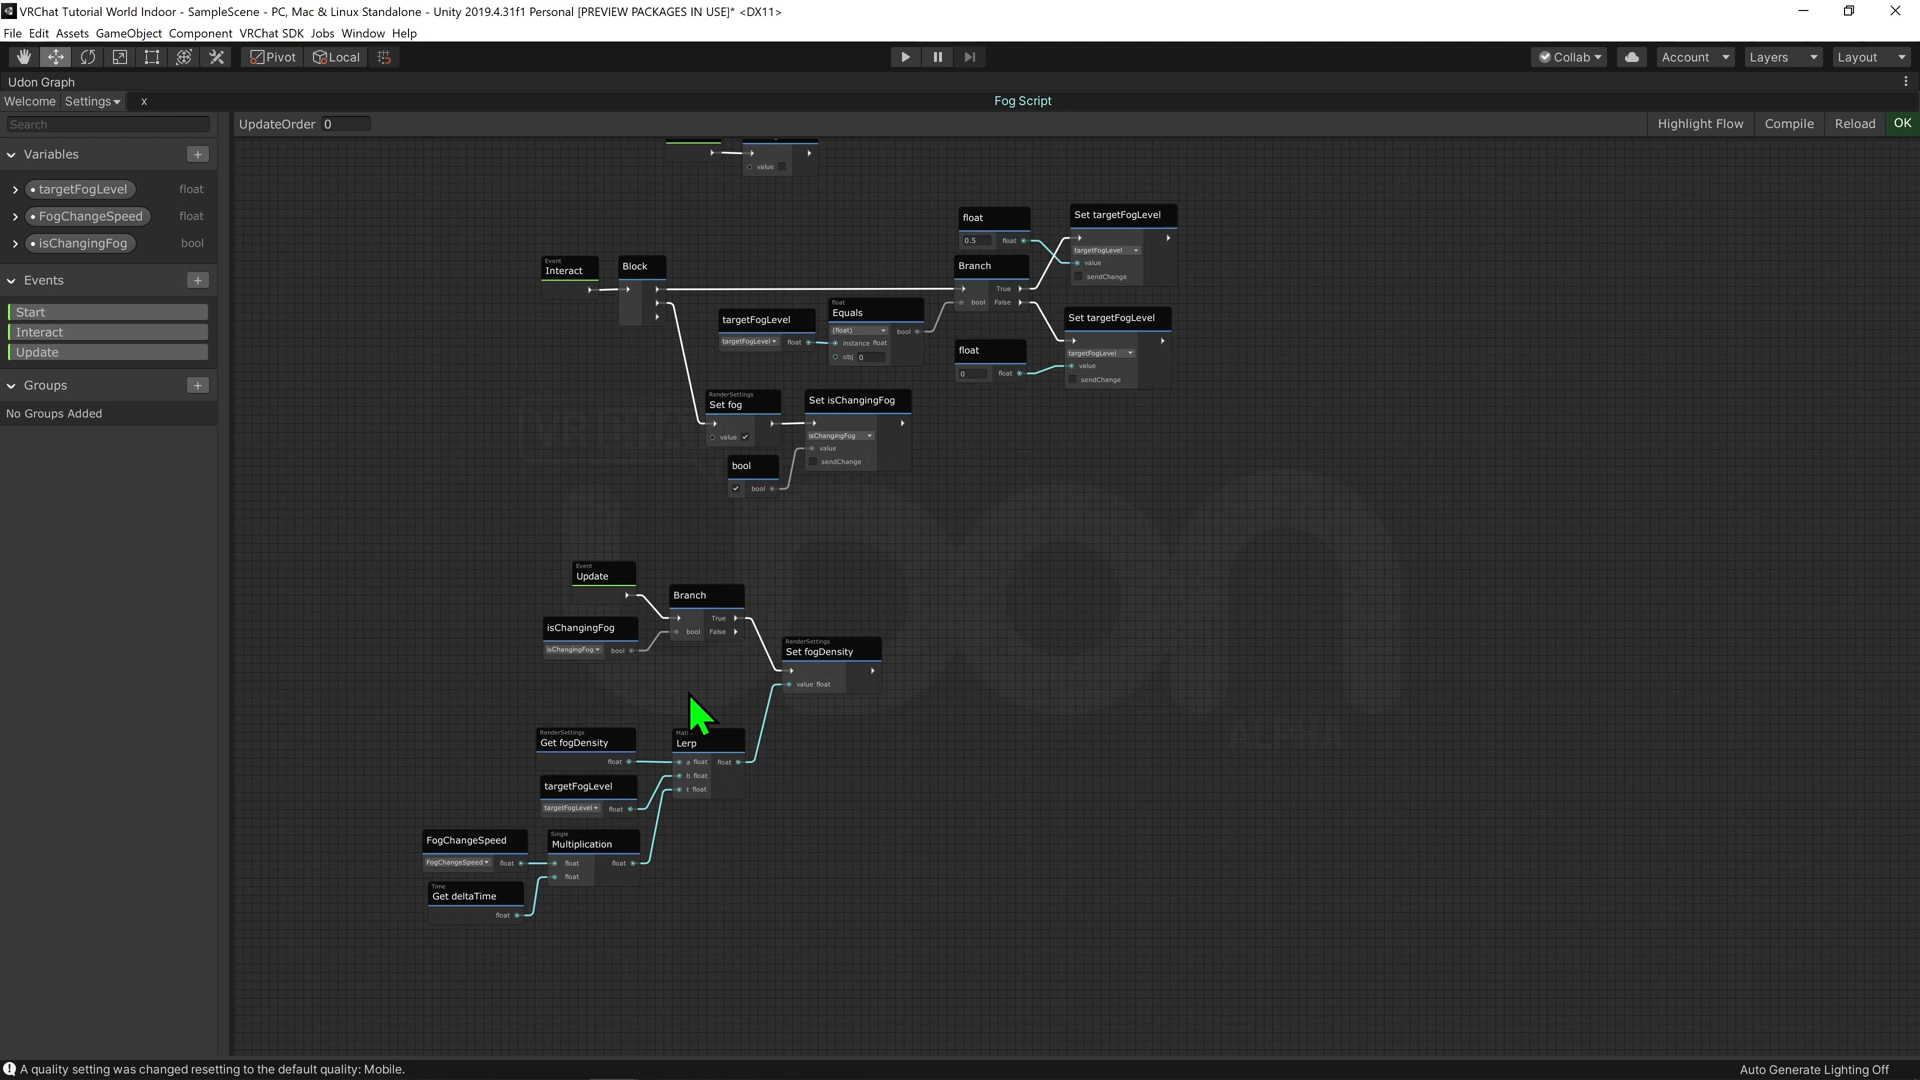 VRChat Tutorial World Indoor - SampleScene - PC, Mac & Linux Standalone - Unity 2019.4.31f1 Personal [PREVIEW PACKAGES IN USE]* <DX11>
File Edit Assets GameObject Component VRChat SDK Jobs Window Help
Pivot Local Collab Account Layers Layout
Udon Graph
Welcome Settings x Fog Script
Search
UpdateOrder 0 Highlight Flow Compile Reload OK
Variables +
targetFogLevel float
FogChangeSpeed float
isChangingFog bool
Events +
Start
Interact
Update
Groups +
No Groups Added
value
float
0.5 float
Set targetFogLevel
targetFogLevel
value
sendChange
Event
Interact
Block
Branch
True
bool False
targetFogLevel
targetFogLevel float
float
Equals
(float) bool
instance float
obj 0
Set targetFogLevel
targetFogLevel
value
sendChange
float
0 float
RenderSettings
Set fog
value
Set isChangingFog
isChangingFog
value
sendChange
bool
bool
Event
Update
Branch
True
bool False
isChangingFog
isChangingFog bool
RenderSettings
Set fogDensity
value float
RenderSettings
Get fogDensity
float
Lerp
a float float
b float
t float
targetFogLevel
targetFogLevel float
FogChangeSpeed
FogChangeSpeed float
Single
Multiplication
float float
float
Time
Get deltaTime
float
A quality setting was changed resetting to the default quality: Mobile.
Auto Generate Lighting Off